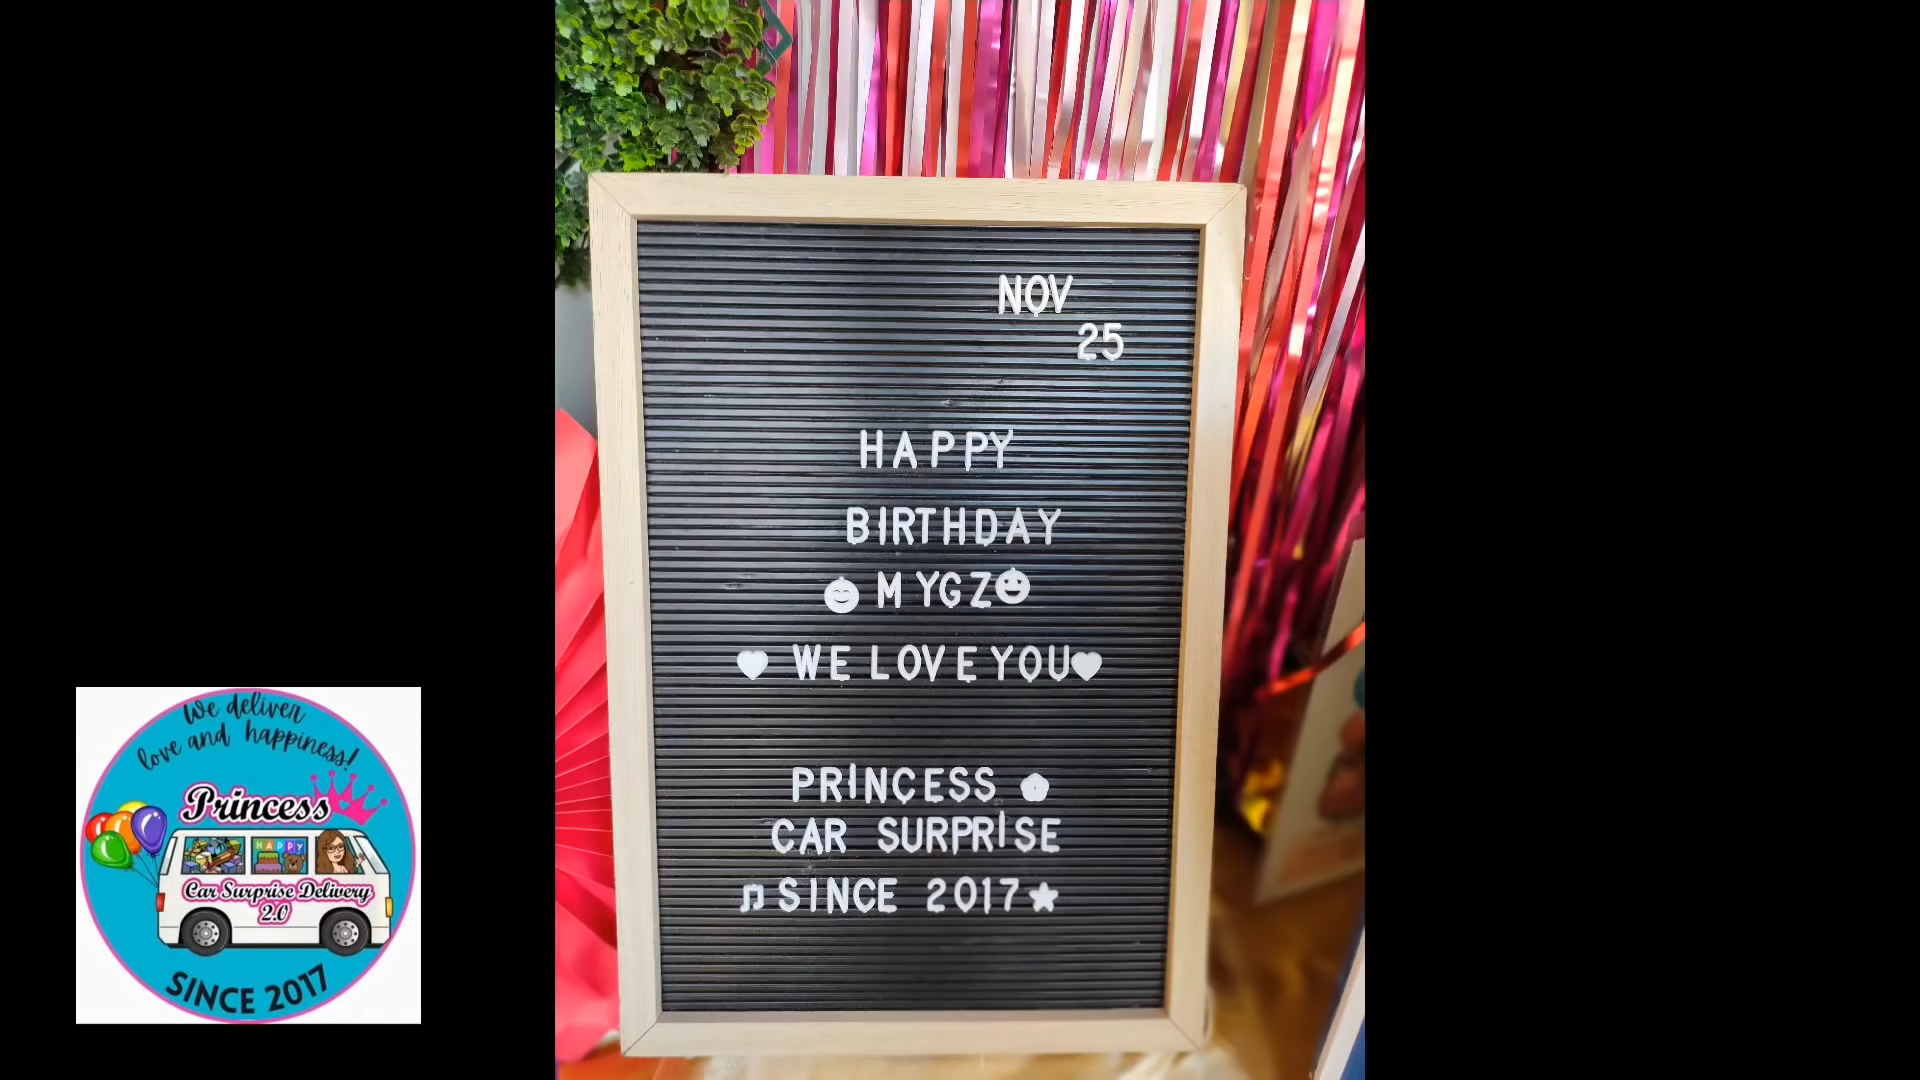 NOV
25
HAPPY
BIRTHDAY
MYGZ
WE LOVE YOU
PRINCESS
CAR SURPRISE
SINCE 2017
We deliver
love and happiness!
Princess
HAPPY
Car Surprise Delivery
2.0
SINCE 2017